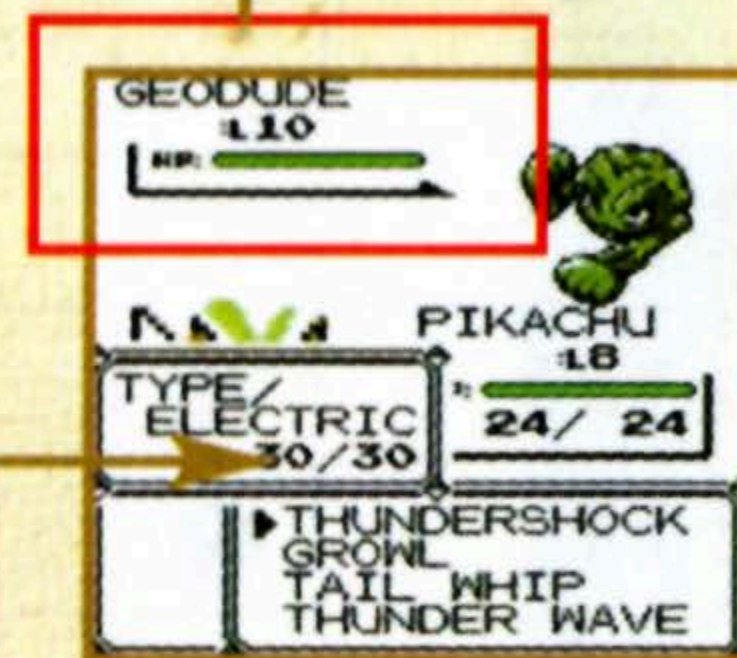 GEODUDE
:L10
HP:
PIKACHU
:L8
24/ 24
TYPE/
ELECTRIC
30/30
THUNDERSHOCK
GROWL
TAIL WHIP
THUNDER WAVE